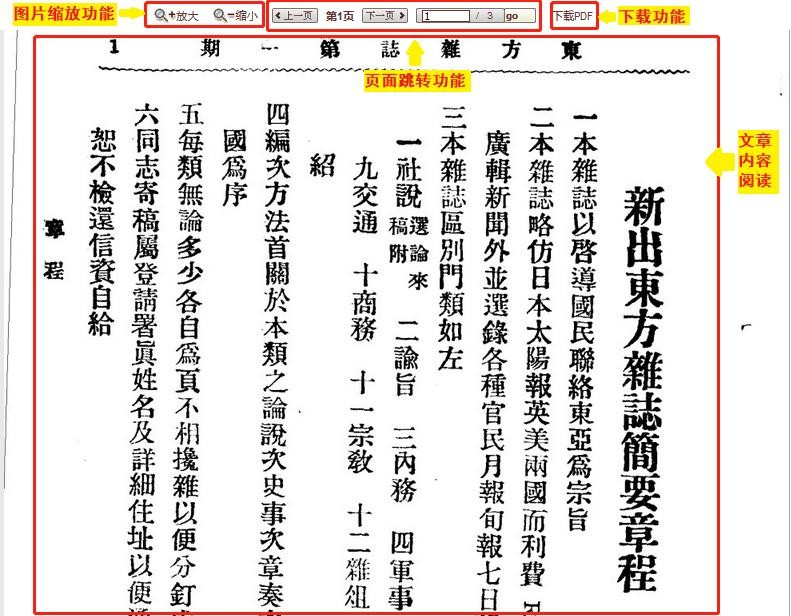 图片缩放功能
+放大
=缩小
上一页
第1页
下一页
1 / 3 go
下载PDF
下载功能
页面跳转功能
文章
内容
阅读
東方雜誌第一期 1
新出東方雜誌簡要章程
一本雜誌以啓導國民聯絡東亞爲宗旨
二本雜誌略仿日本太陽報英美兩國而利費
廣輯新聞外並選錄各種官民月報旬報七日
三本雜誌區別門類如左
一社說 選論來稿附 二諭旨 三內務 四軍事
九交通 十商務 十一宗敎 十二雜俎
紹
四編次方法首關於本類之論說次史事次章奏
國爲序
五每類無論多少各自爲頁不相攙雜以便分釘
六同志寄稿屬登請署眞姓名及詳細住址以便
恕不檢還信資自給
章程